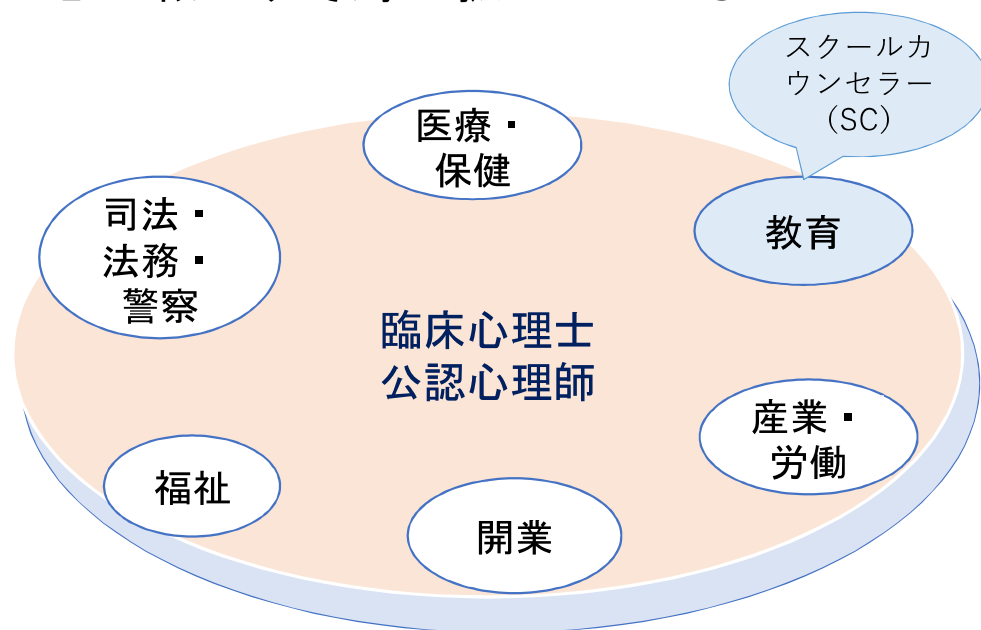 スクールカ
ウンセラー
（SC）
医療・
保健
教育
司法・
法務・
警察
臨床心理士
公認心理師
産業・
労働
福祉
開業